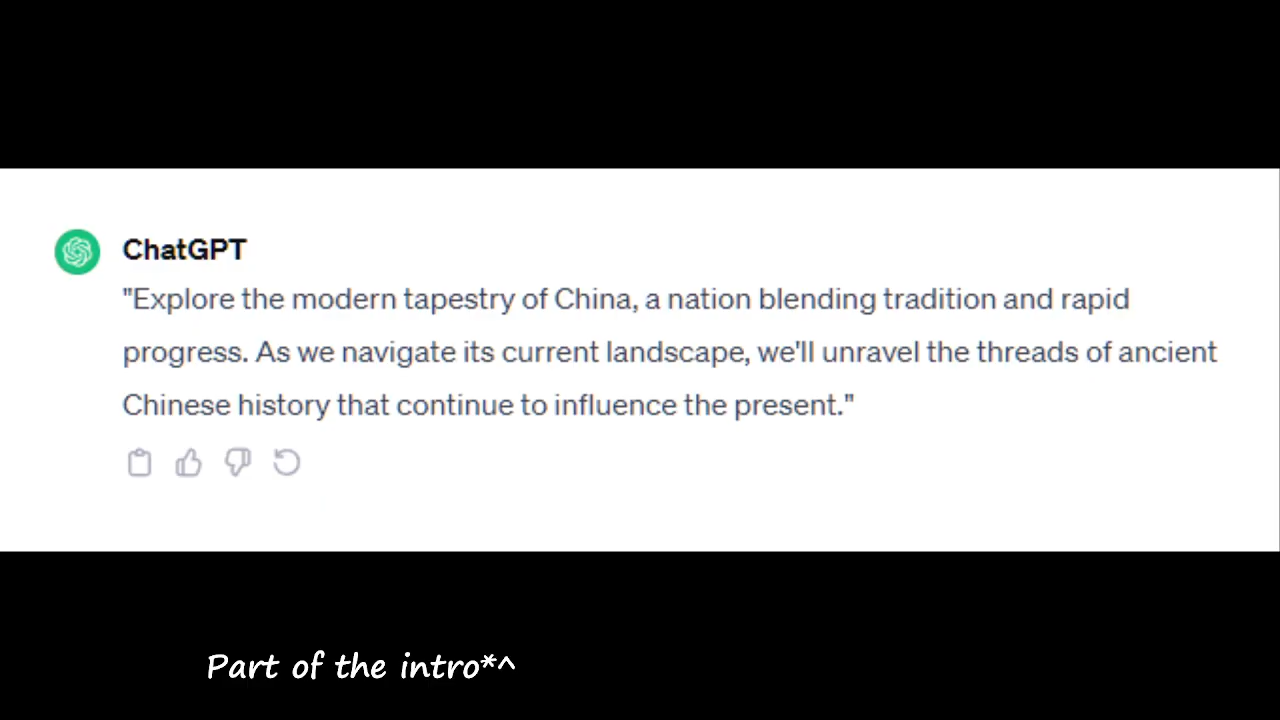 ChatGPT
"Explore the modern tapestry of China, a nation blending tradition and rapid
progress. As we navigate its current landscape, we'll unravel the threads of ancient
Chinese history that continue to influence the present."
Part of the intro*^